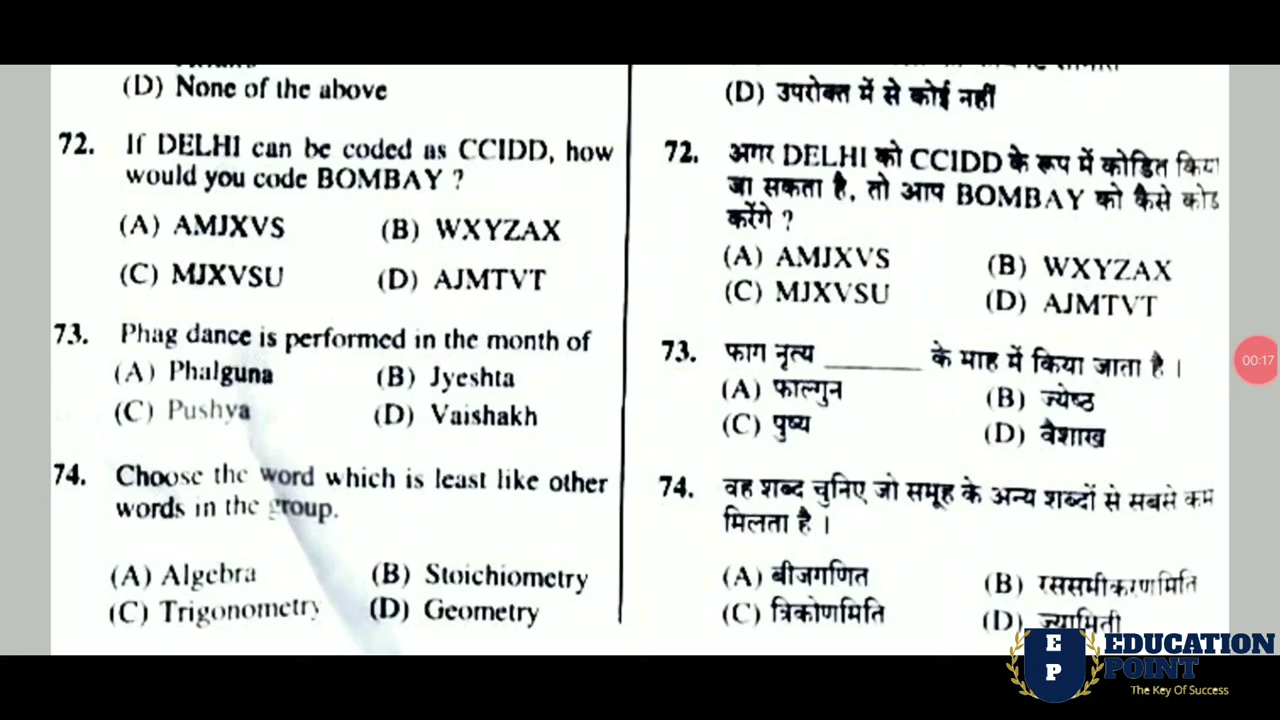 (D) None of the above
72. If DELHI can be coded as CCIDD, how
would you code BOMBAY ?
(A) AMJXVS (B) WXYZAX
(C) MJXVSU (D) AJMTVT
73. Phag dance is performed in the month of
(A) Phalguna (B) Jyeshta
(C) Pushya (D) Vaishakh
74. Choose the word which is least like other
words in the group.
(A) Algebra (B) Stoichiometry
(C) Trigonometry (D) Geometry
(D) उपरोक्त में से कोई नहीं
72. अगर DELHI को CCIDD के रूप में कोडित किया
जा सकता है, तो आप BOMBAY को कैसे कोड
करेंगे ?
(A) AMJXVS (B) WXYZAX
(C) MJXVSU (D) AJMTVT
73. फाग नृत्य ________ के माह में किया जाता है ।
(A) फाल्गुन (B) ज्येष्ठ
(C) पुष्य (D) वैशाख
74. वह शब्द चुनिए जो समूह के अन्य शब्दों से सबसे कम
मिलता है ।
(A) बीजगणित (B) रससमीकरणमिति
(C) त्रिकोणमिति (D) ज्यामिती
00:17
E
P
EDUCATION
POINT
The Key Of Success